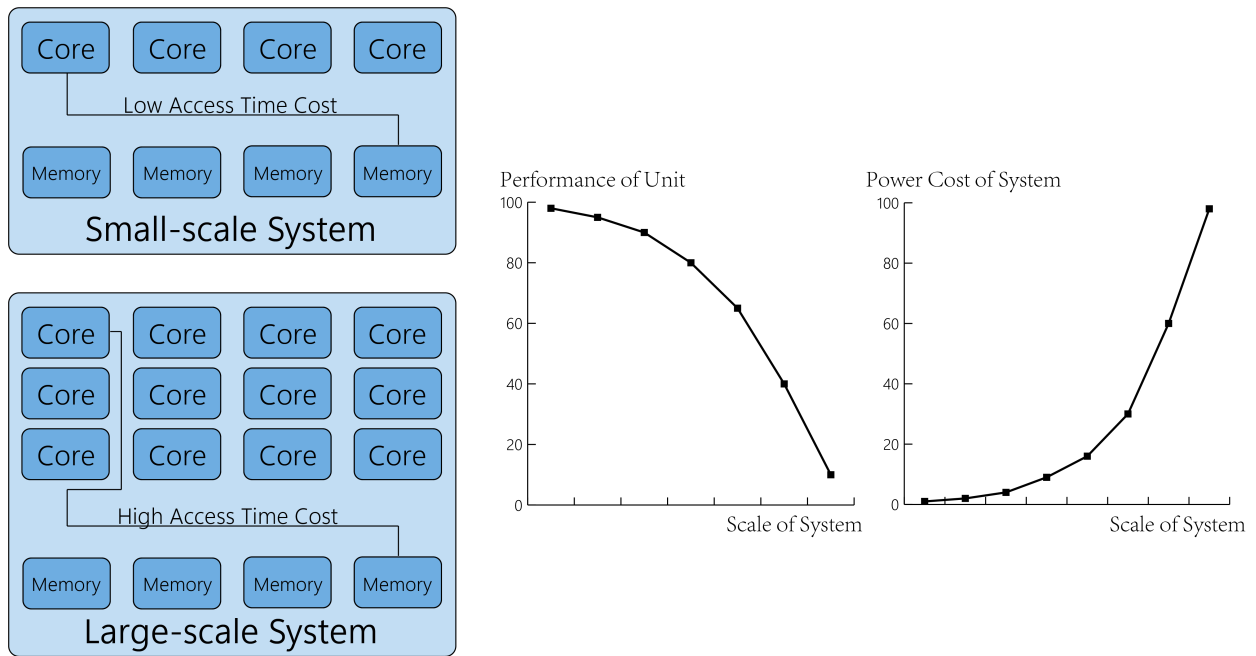 Core Core Core Core
Low Access Time Cost
Memory Memory Memory Memory
Small-scale System
Core Core Core Core
Core Core Core Core
Core Core Core Core
High Access Time Cost
Memory Memory Memory Memory
Large-scale System
Performance of Unit
100
80
60
40
20
0
Scale of System
Power Cost of System
100
80
60
40
20
0
Scale of System